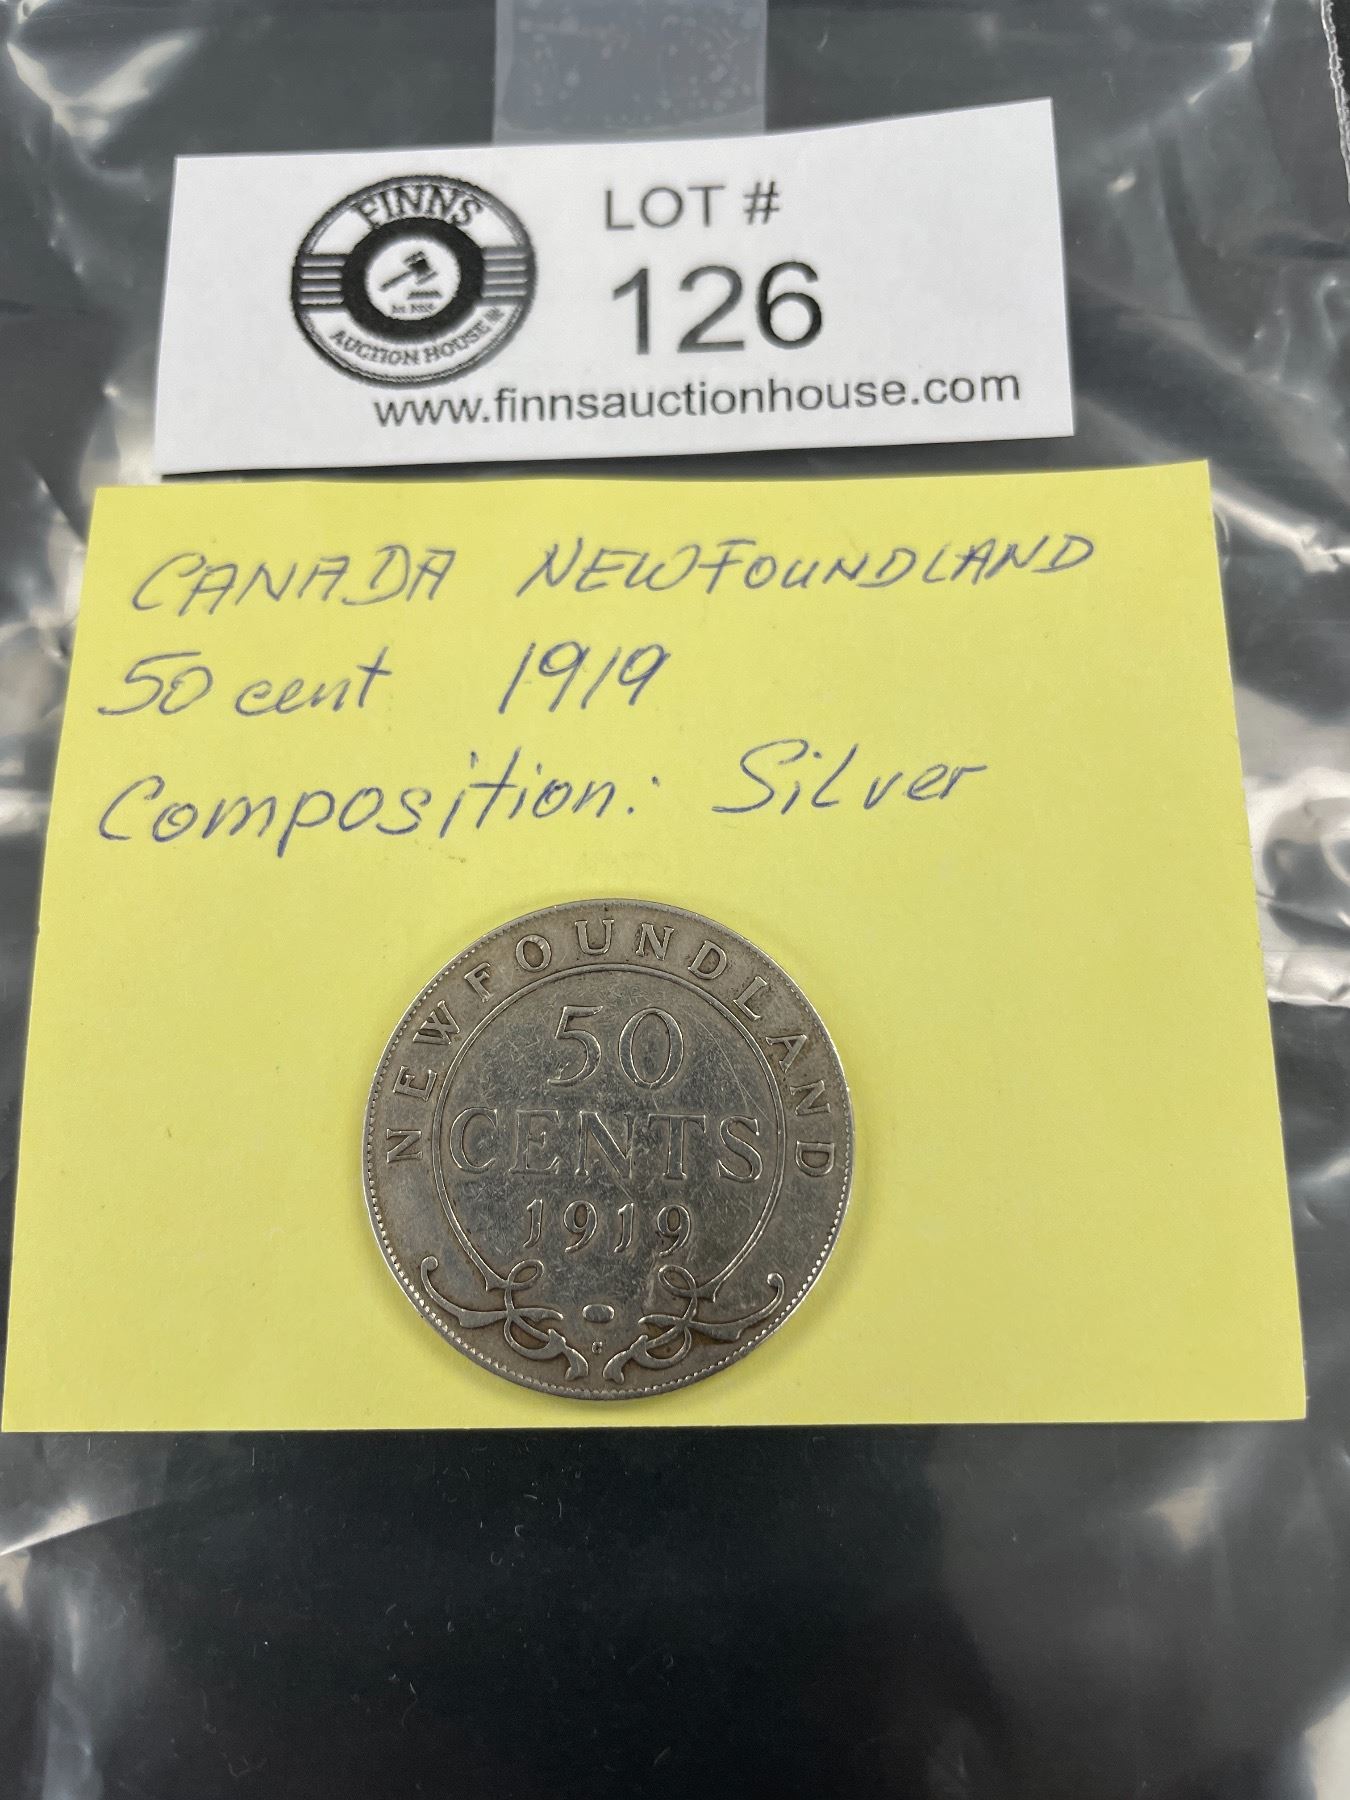 FINNS
AUCTION HOUSE
LOT #
126
www.finnsauctionhouse.com
CANADA NEWFOUNDLAND
50 cent 1919
Composition: Silver
NEWFOUNDLAND
50
CENTS
1919
C